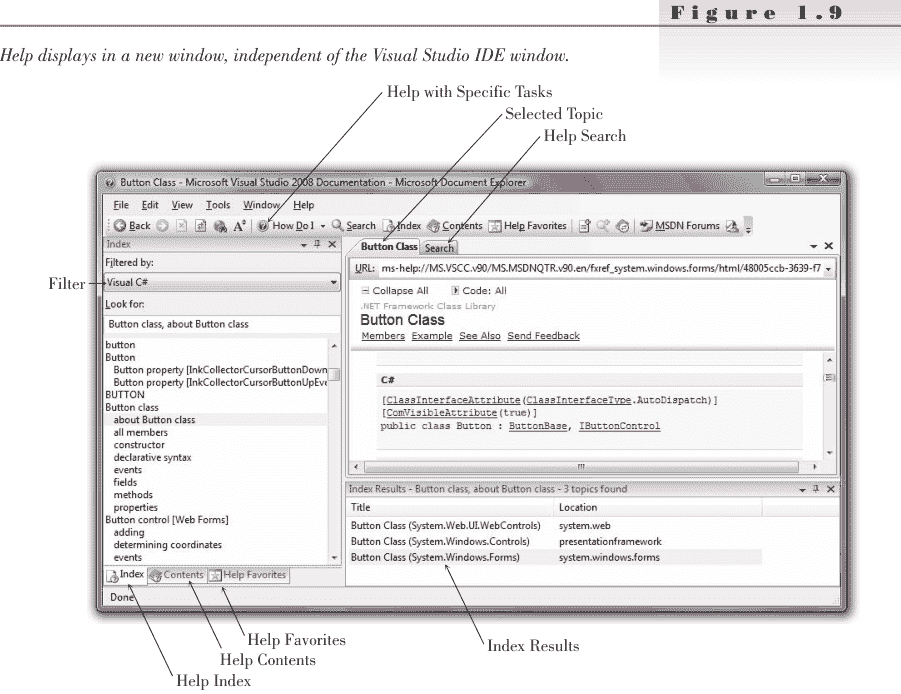 Figure 1.9
Help displays in a new window, independent of the Visual Studio IDE window.
Help with Specific Tasks
Selected Topic
Help Search
Button Class - Microsoft Visual Studio 2008 Documentation - Microsoft Document Explorer
File Edit View Tools Window Help
Back How Do I Search Index Contents Help Favorites MSDN Forums
Index
Button Class Search
Filtered by:
Filter
Visual C#
URL: ms-help://MS.VSCC.v90/MS.MSDNQTR.v90.en/fxref_system.windows.forms/html/48005ccb-3639-f7
Look for:
Collapse All Code: All
.NET Framework Class Library
Button class, about Button class
Button Class
Members Example See Also Send Feedback
button
Button
Button property [InkCollectorCursorButtonDown
Button property [InkCollectorCursorButtonUpEve
BUTTON
Button class
about Button class
all members
constructor
declarative syntax
events
fields
methods
properties
Button control [Web Forms]
adding
determining coordinates
events
C#
[ClassInterfaceAttribute(ClassInterfaceType.AutoDispatch)]
[ComVisibleAttribute(true)]
public class Button : ButtonBase, IButtonControl
Index Results - Button class, about Button class - 3 topics found
Title Location
Button Class (System.Web.UI.WebControls) system.web
Button Class (System.Windows.Controls) presentationframework
Button Class (System.Windows.Forms) system.windows.forms
Index Contents Help Favorites
Done
Help Favorites
Index Results
Help Contents
Help Index